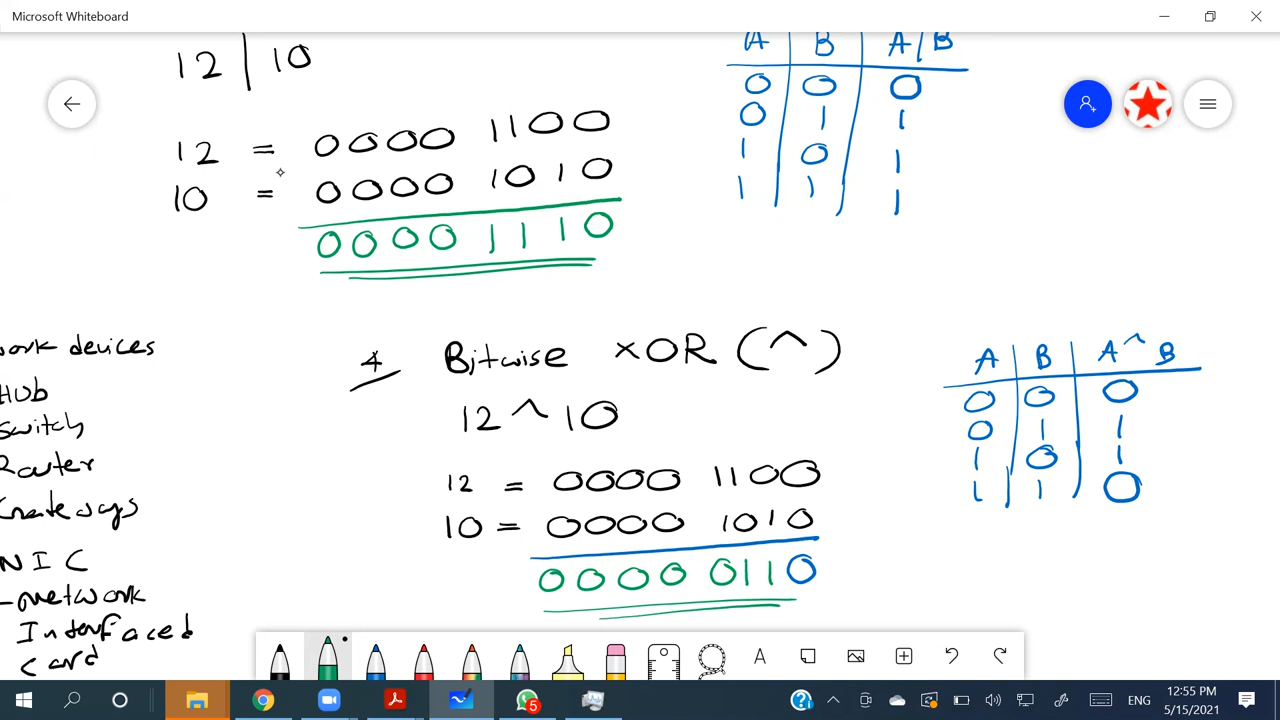 Microsoft Whiteboard
12 | 10
12 = 0000 1100
10 = 0000 1010
0000 1110
A B A|B
0 0 0
0 1 1
1 0 1
1 1 1
work devices
HUb
Switch
Router
Gateways
NIC
-network
Interfaced
card
4 Bitwise XOR (^)
12 ^ 10
12 = 0000 1100
10 = 0000 1010
0000 0110
A B A ^ B
0 0 0
0 1 1
1 0 1
1 1 0
A
5
ENG
12:55 PM
5/15/2021